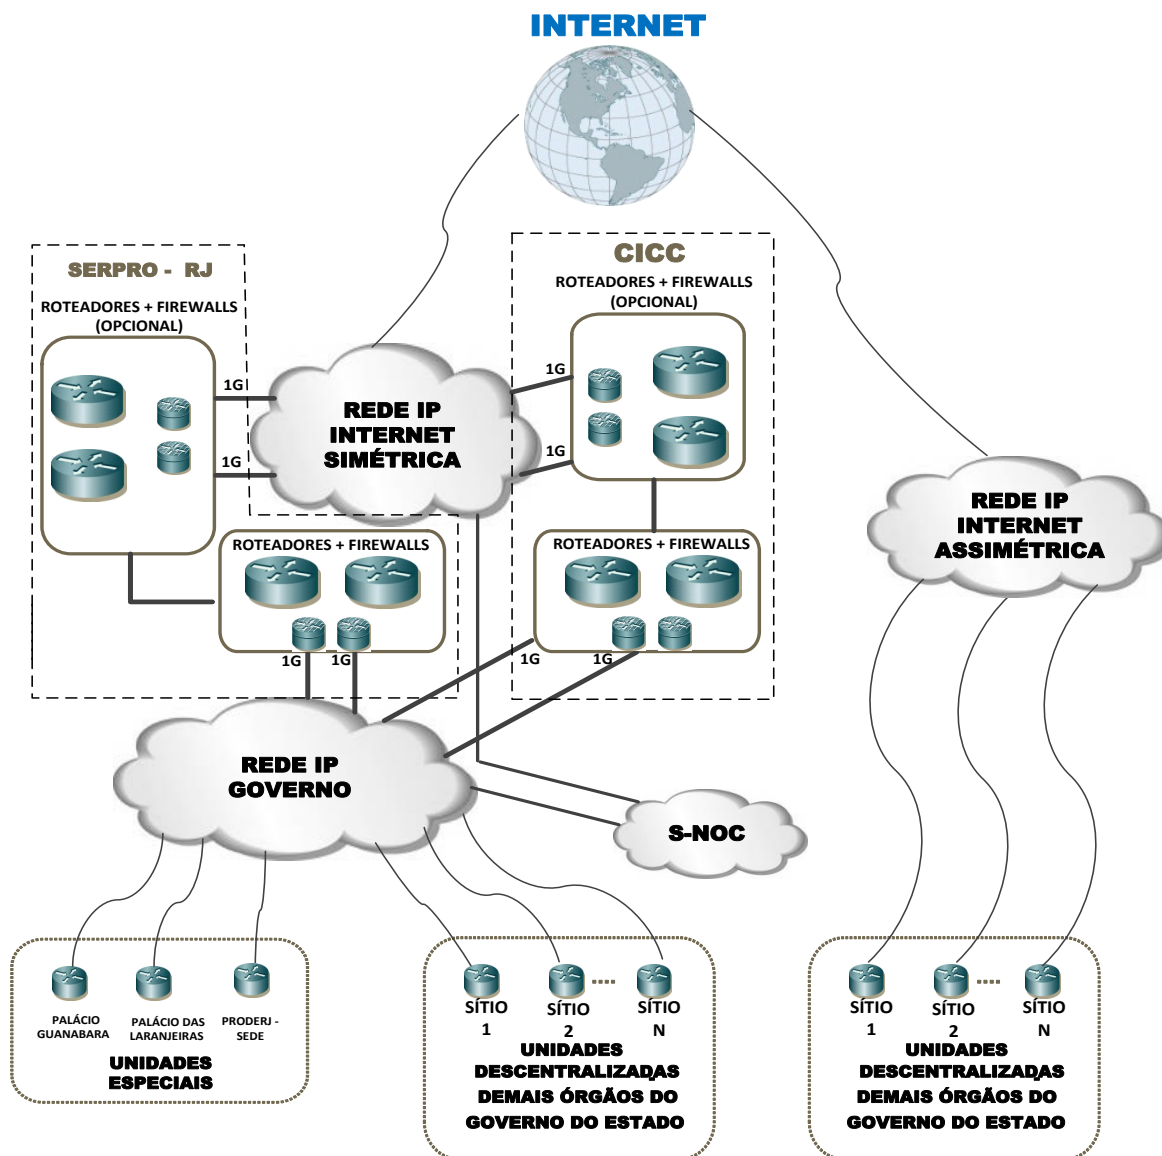 INTERNET
SERPRO - RJ
ROTEADORES + FIREWALLS
(OPCIONAL)
1G
1G
REDE IP
INTERNET
SIMÉTRICA
CICC
ROTEADORES + FIREWALLS
(OPCIONAL)
1G
1G
REDE IP
INTERNET
ASSIMÉTRICA
ROTEADORES + FIREWALLS
1G
1G
ROTEADORES + FIREWALLS
1G
1G
REDE IP
GOVERNO
S-NOC
PALÁCIO
GUANABARA
PALÁCIO DAS
LARANJEIRAS
PRODERJ -
SEDE
UNIDADES
ESPECIAIS
SÍTIO
1
SÍTIO
2
....
SÍTIO
N
UNIDADES
DESCENTRALIZADAS,
DEMAIS ÓRGÃOS DO
GOVERNO DO ESTADO
SÍTIO
1
SÍTIO
2
....
SÍTIO
N
UNIDADES
DESCENTRALIZADAS,
DEMAIS ÓRGÃOS DO
GOVERNO DO ESTADO